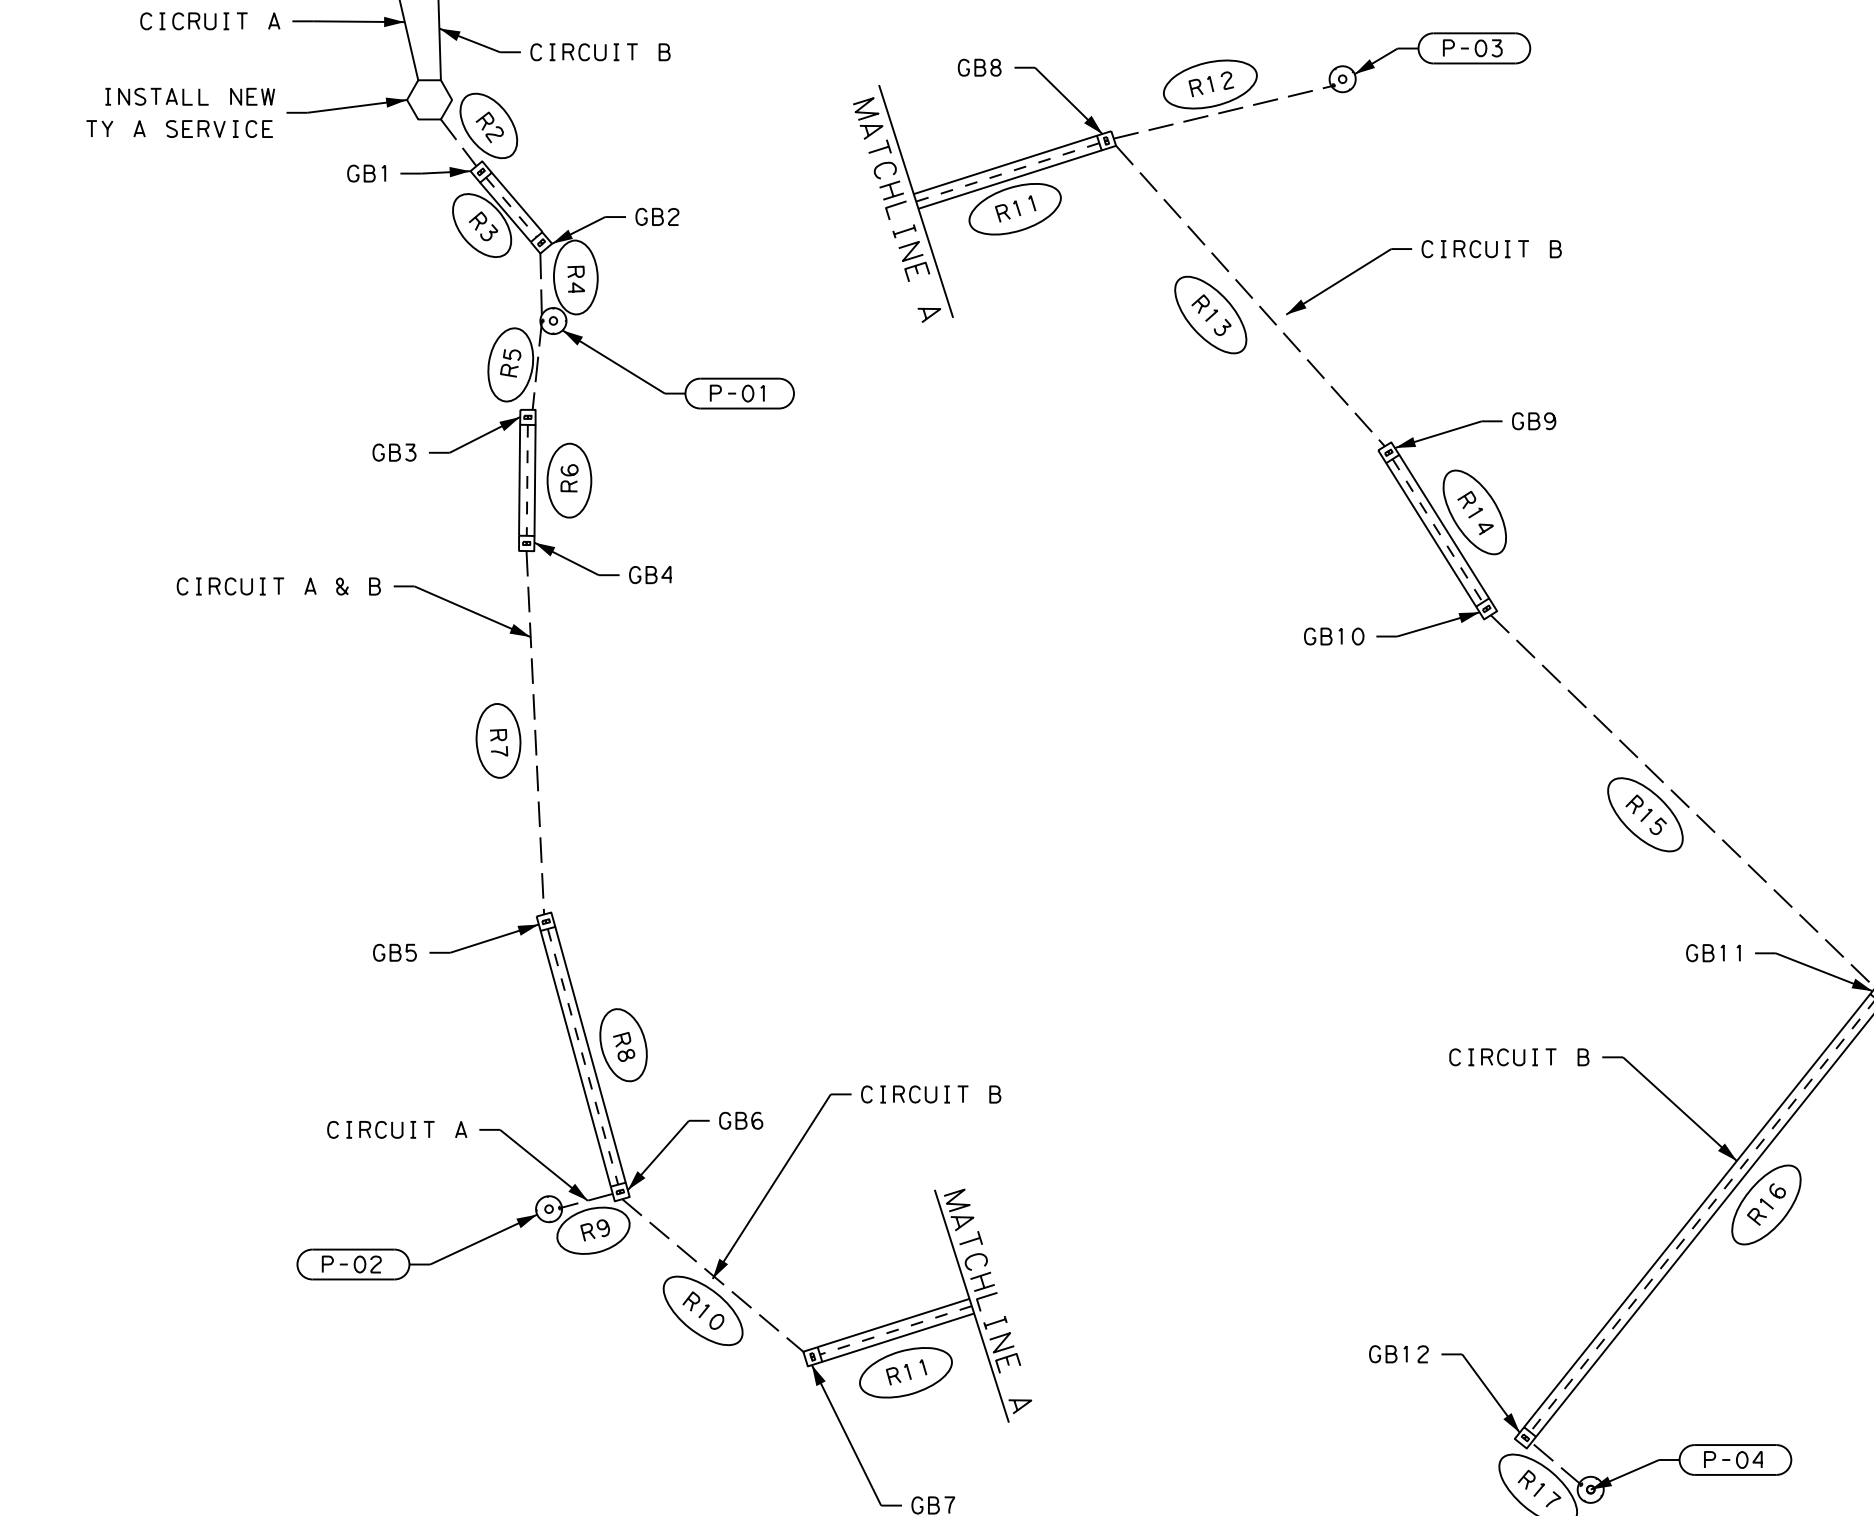 CICRUIT A
CIRCUIT B
INSTALL NEW
TY A SERVICE
R2
GB1
R3
GB2
R4
R5
P-01
GB3
R6
GB4
CIRCUIT A & B
R7
GB5
R8
CIRCUIT A
GB6
CIRCUIT B
R9
P-02
R10
MATCHLINE A
R11
GB7
P-03
GB8
R12
MATCHLINE A
R11
CIRCUIT B
R13
GB9
R14
GB10
R15
GB11
CIRCUIT B
R16
GB12
P-04
R17